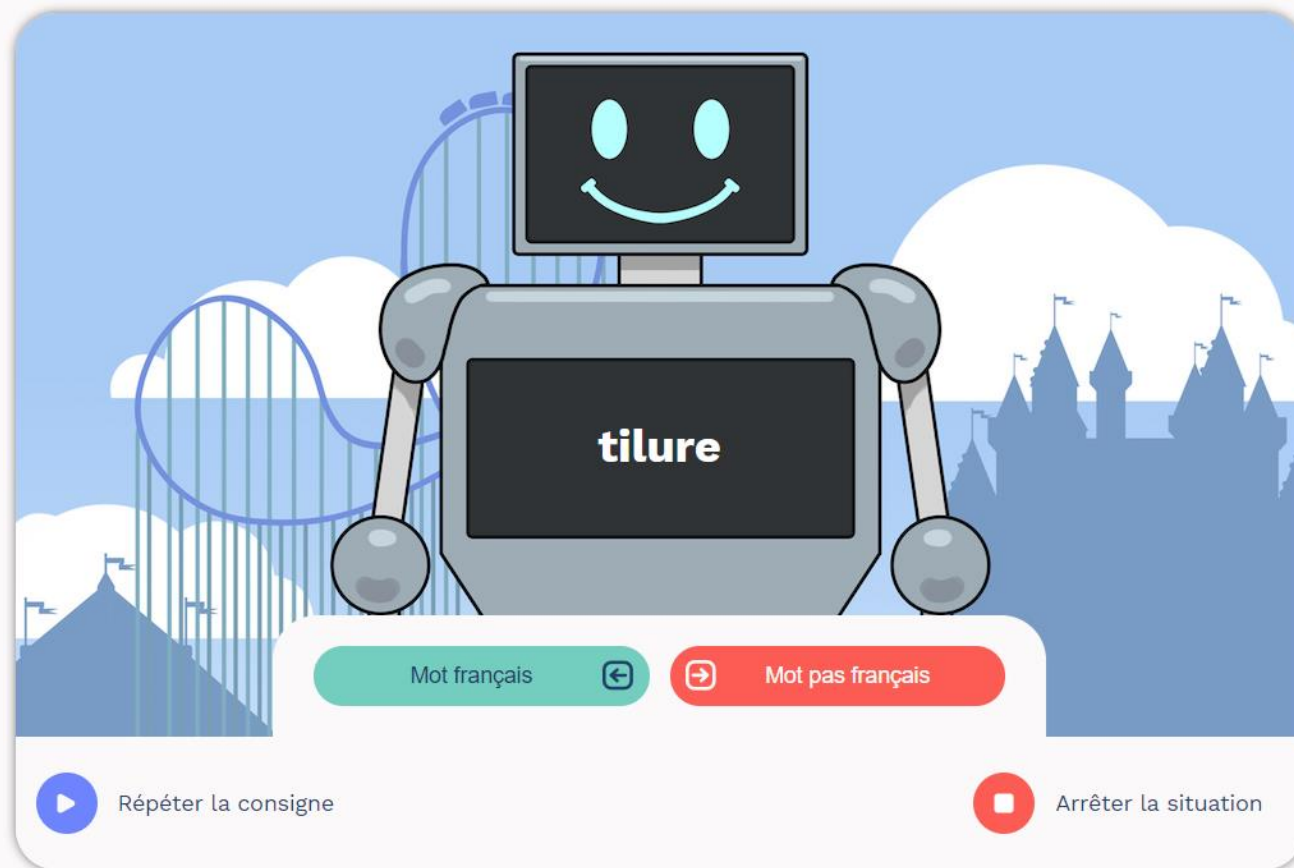 tilure
Mot français
Mot pas français
Répéter la consigne
Arrêter la situation